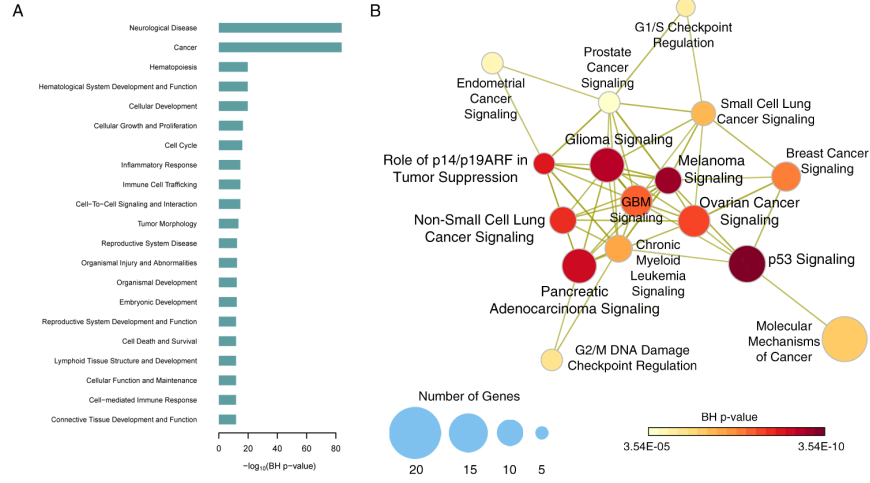 A
Neurological Disease
Cancer
Hematopoiesis
Hematological System Development and Function
Cellular Development
Cellular Growth and Proliferation
Cell Cycle
Inflammatory Response
Immune Cell Trafficking
Cell−To−Cell Signaling and Interaction
Tumor Morphology
Reproductive System Disease
Organismal Injury and Abnormalities
Organismal Development
Embryonic Development
Reproductive System Development and Function
Cell Death and Survival
Lymphoid Tissue Structure and Development
Cellular Function and Maintenance
Cell−mediated Immune Response
Connective Tissue Development and Function
0 20 40 60 80
−log10(BH p−value)
B
G1/S Checkpoint
Regulation
Prostate
Cancer
Signaling
Endometrial
Cancer
Signaling
Small Cell Lung
Cancer Signaling
Glioma Signaling
Breast Cancer
Signaling
Role of p14/p19ARF in
Tumor Suppression
Melanoma
Signaling
GBM
Signaling
Ovarian Cancer
Signaling
Non-Small Cell Lung
Cancer Signaling
Chronic
Myeloid
Leukemia
Signaling
p53 Signaling
Pancreatic
Adenocarcinoma Signaling
Molecular
Mechanisms
of Cancer
G2/M DNA Damage
Checkpoint Regulation
Number of Genes
20 15 10 5
BH p-value
3.54E-05 3.54E-10